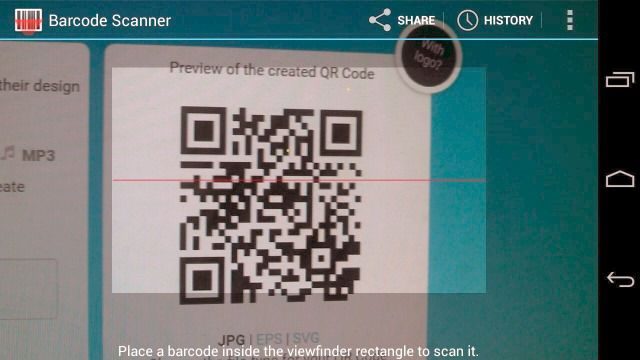 Barcode Scanner
SHARE
HISTORY
With
logo?
Preview of the created QR Code
their design
MP3
eate
JPG | EPS | SVG
Place a barcode inside the viewfinder rectangle to scan it.